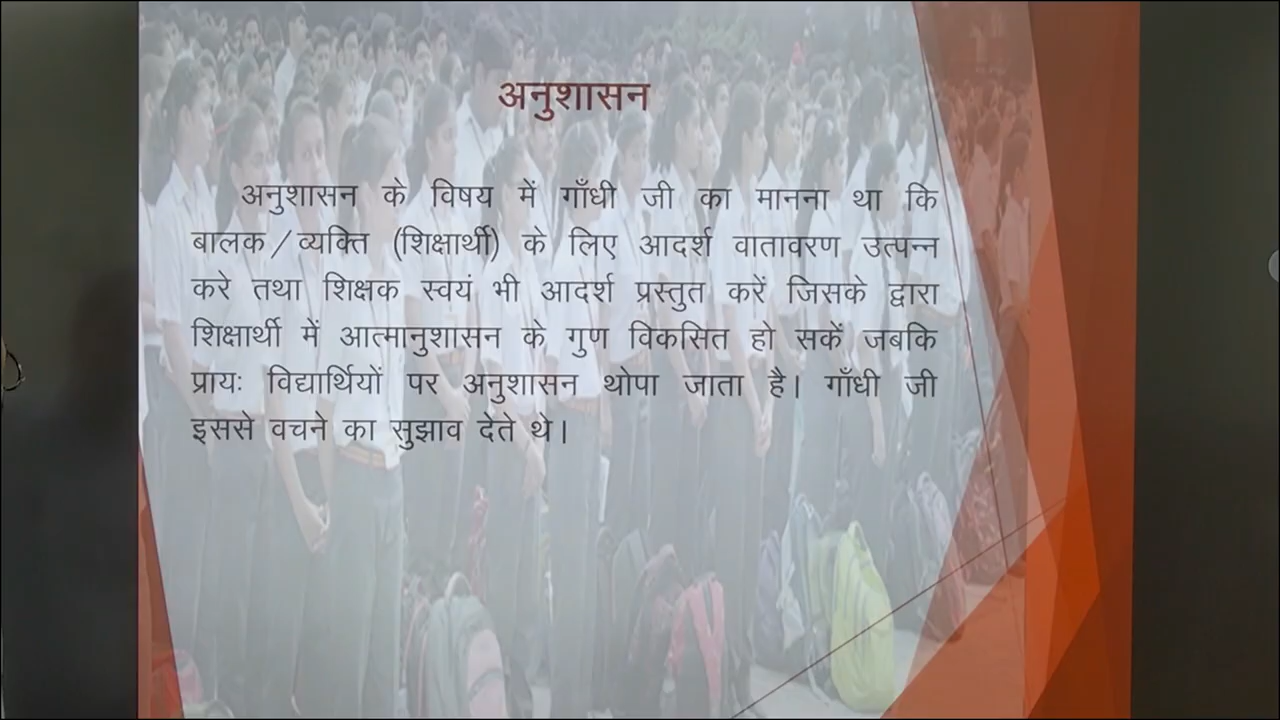 अनुशासन
अनुशासन के विषय में गाँधी जी का मानना था कि
बालक/व्यक्ति (शिक्षार्थी) के लिए आदर्श वातावरण उत्पन्न
करे तथा शिक्षक स्वयं भी आदर्श प्रस्तुत करें जिसके द्वारा
शिक्षार्थी में आत्मानुशासन के गुण विकसित हो सकें जबकि
प्रायः विद्यार्थियों पर अनुशासन थोपा जाता है। गाँधी जी
इससे वचने का सुझाव देते थे।